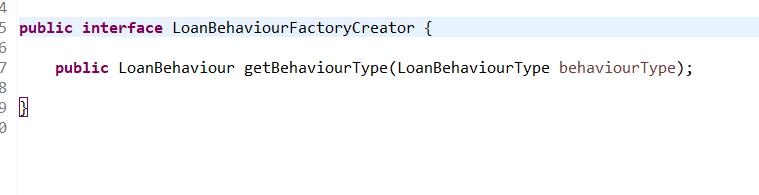 4
5 public interface LoanBehaviourFactoryCreator {
6
7 public LoanBehaviour getBehaviourType(LoanBehaviourType behaviourType);
8
9 }
0